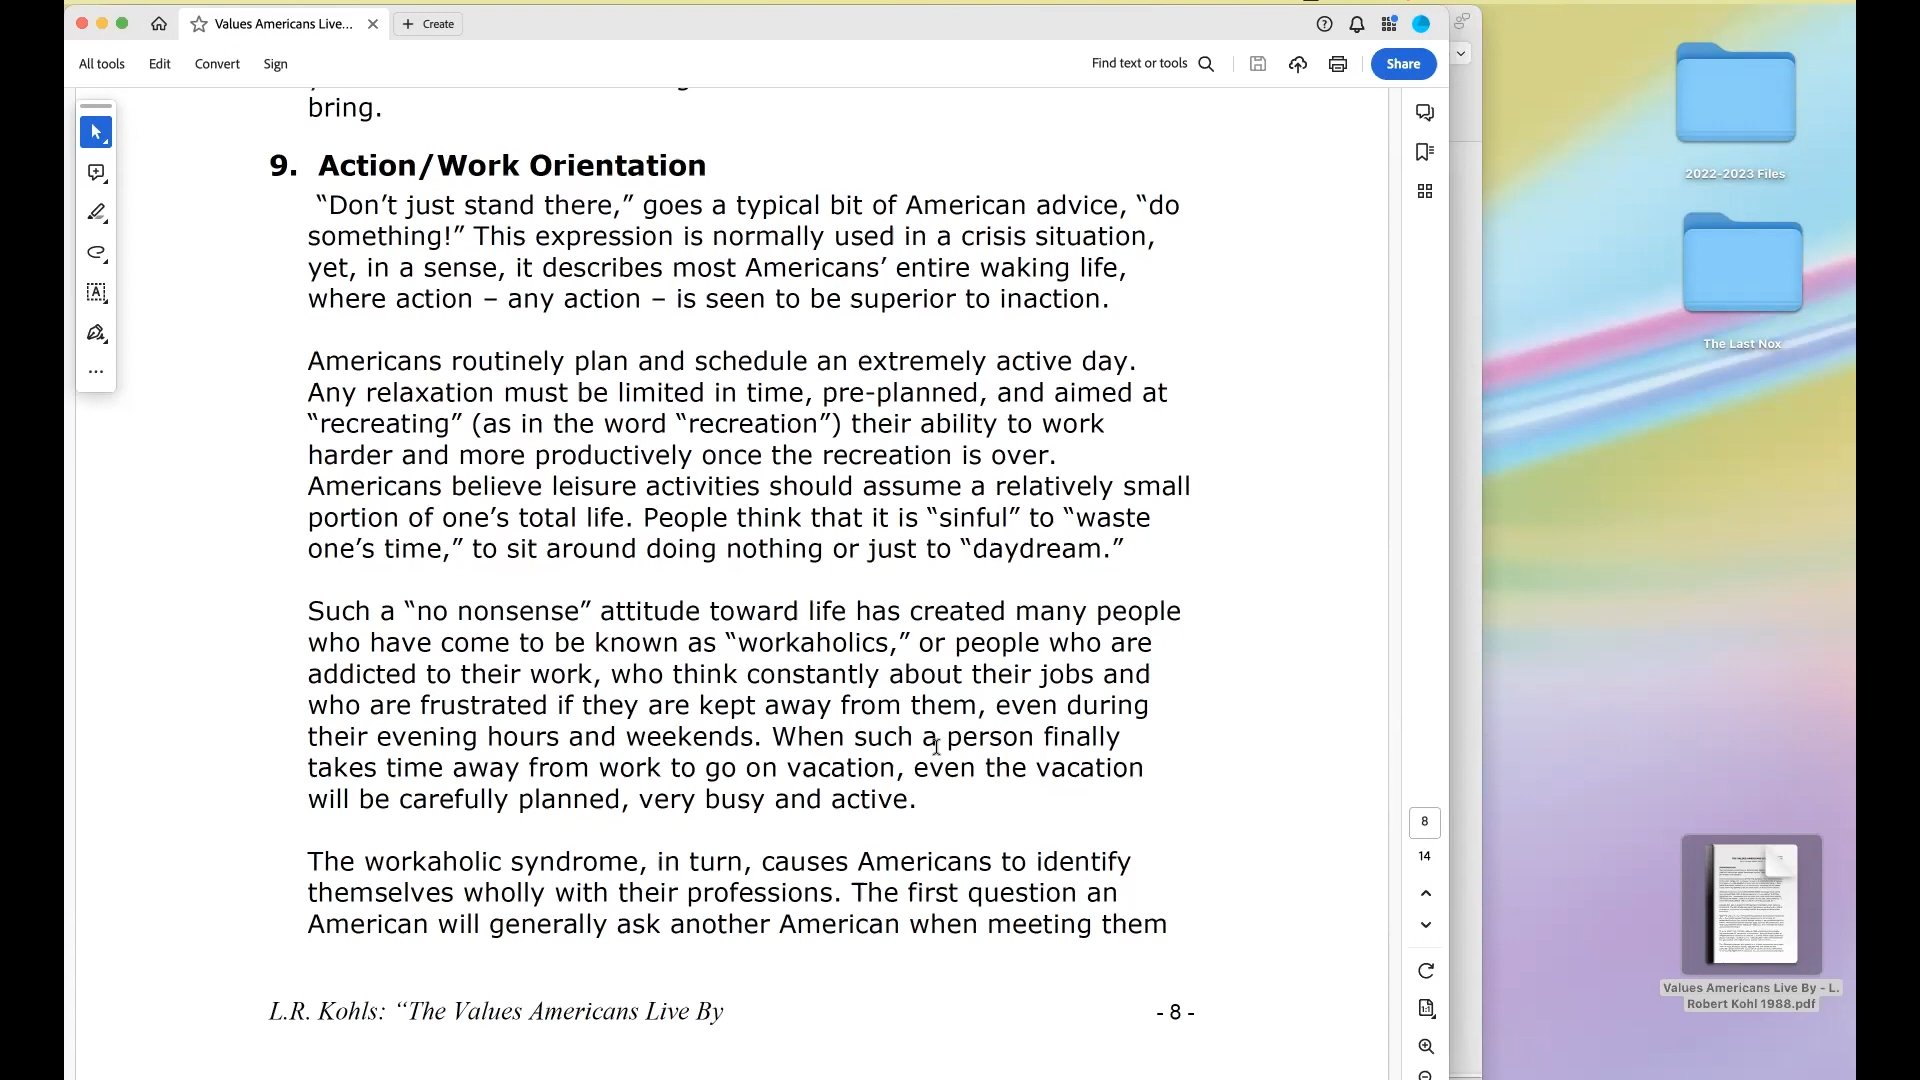 Values Americans Live...
Create
All tools
Edit
Convert
Sign
Find text or tools
Share
bring.
9. Action/Work Orientation
“Don’t just stand there,” goes a typical bit of American advice, “do
something!” This expression is normally used in a crisis situation,
yet, in a sense, it describes most Americans’ entire waking life,
where action – any action – is seen to be superior to inaction.
Americans routinely plan and schedule an extremely active day.
Any relaxation must be limited in time, pre-planned, and aimed at
“recreating” (as in the word “recreation”) their ability to work
harder and more productively once the recreation is over.
Americans believe leisure activities should assume a relatively small
portion of one’s total life. People think that it is “sinful” to “waste
one’s time,” to sit around doing nothing or just to “daydream.”
Such a “no nonsense” attitude toward life has created many people
who have come to be known as “workaholics,” or people who are
addicted to their work, who think constantly about their jobs and
who are frustrated if they are kept away from them, even during
their evening hours and weekends. When such a person finally
takes time away from work to go on vacation, even the vacation
will be carefully planned, very busy and active.
The workaholic syndrome, in turn, causes Americans to identify
themselves wholly with their professions. The first question an
American will generally ask another American when meeting them
L.R. Kohls: “The Values Americans Live By
- 8 -
8
14
2022-2023 Files
The Last Nox
Values Americans Live By - L.
Robert Kohl 1988.pdf